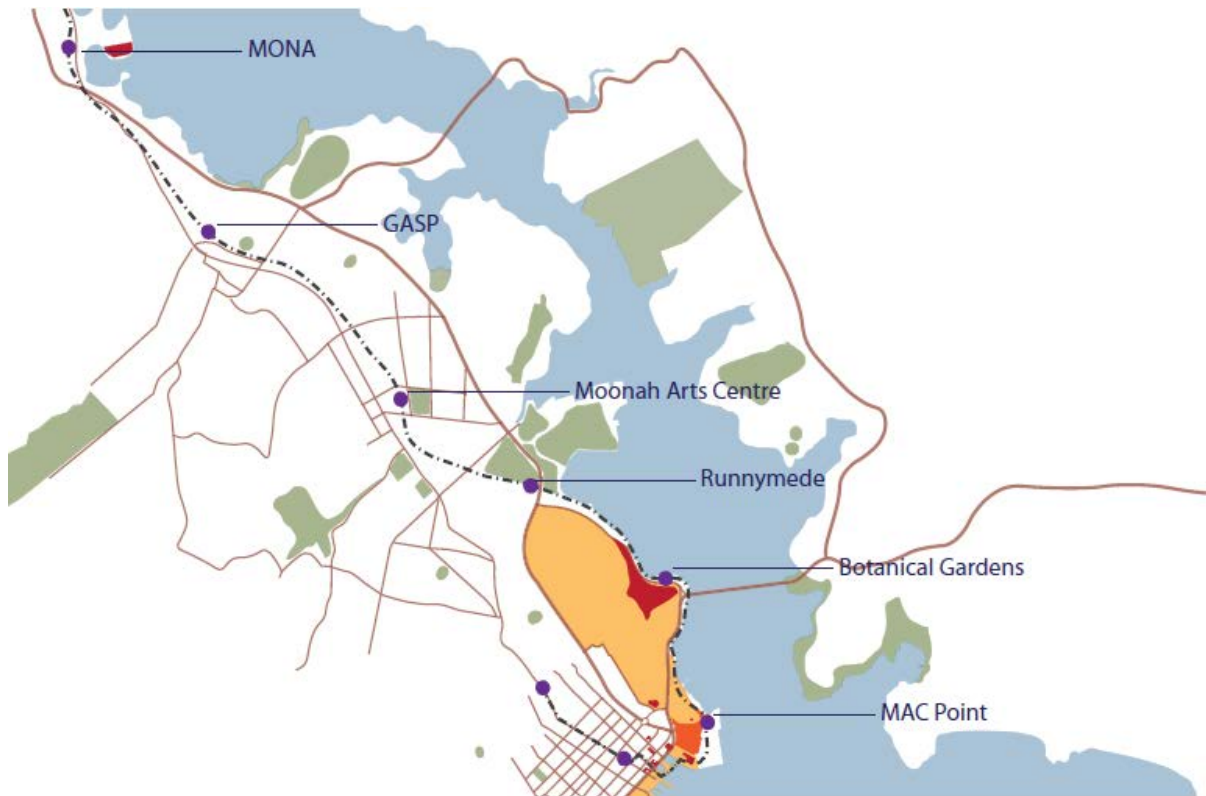 MONA
GASP
Moonah Arts Centre
Runnymede
Botanical Gardens
MAC Point